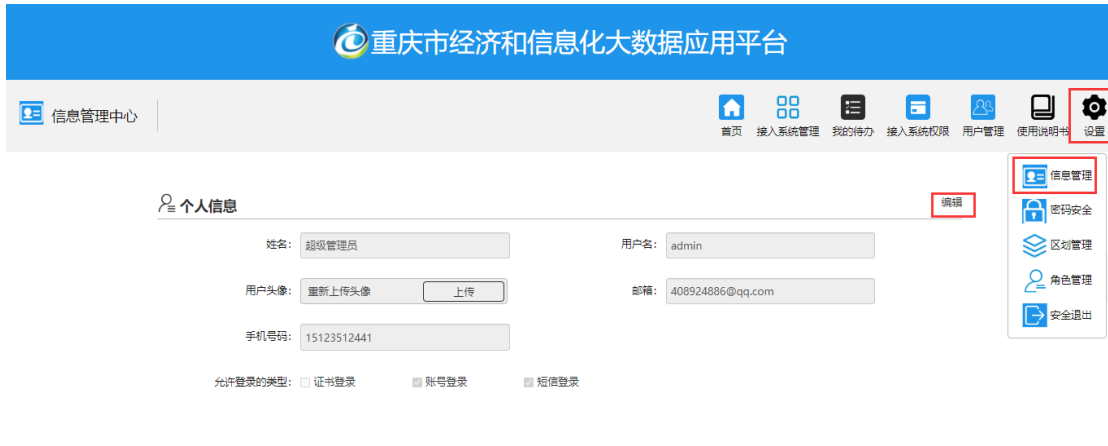 重庆市经济和信息化大数据应用平台
信息管理中心
首页 接入系统管理 我的待办 接入系统权限 用户管理 使用说明书 设置
信息管理
个人信息 编辑
密码安全
姓名: 超级管理员 用户名: admin
区划管理
角色管理
用户头像: 重新上传头像 上传 邮箱: 408924886@qq.com
安全退出
手机号码: 15123512441
允许登录的类型: 证书登录 账号登录 短信登录